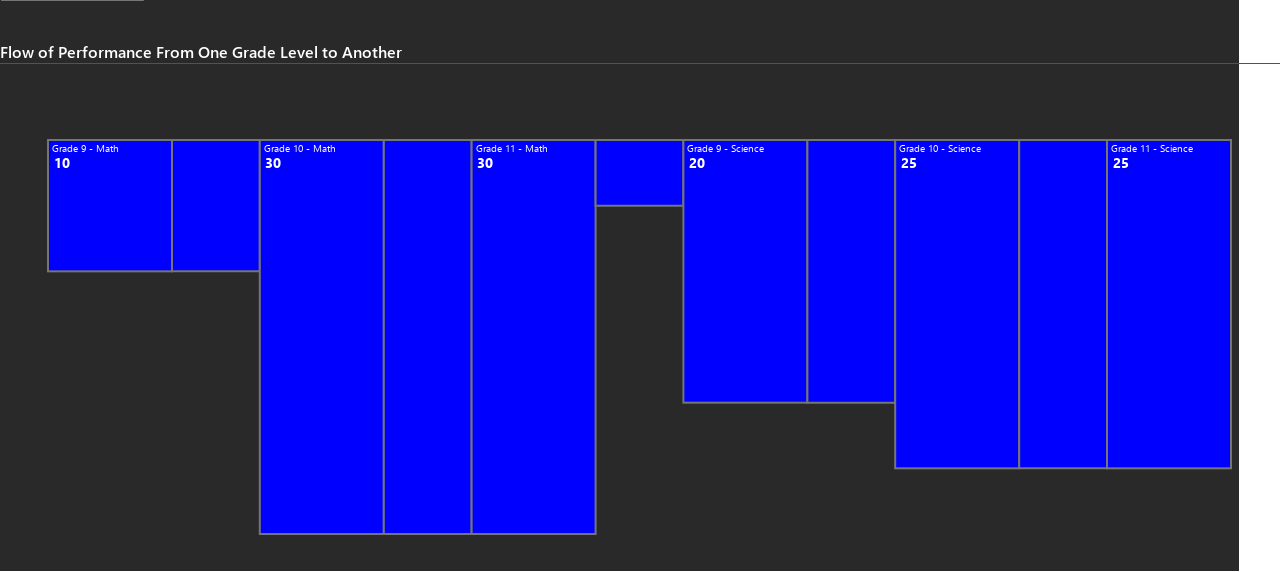 Flow of Performance From One Grade Level to Another
Grade 9 - Math
10
Grade 10 - Math
30
Grade 11 - Math
30
Grade 9 - Science
20
Grade 10 - Science
25
Grade 11 - Science
25